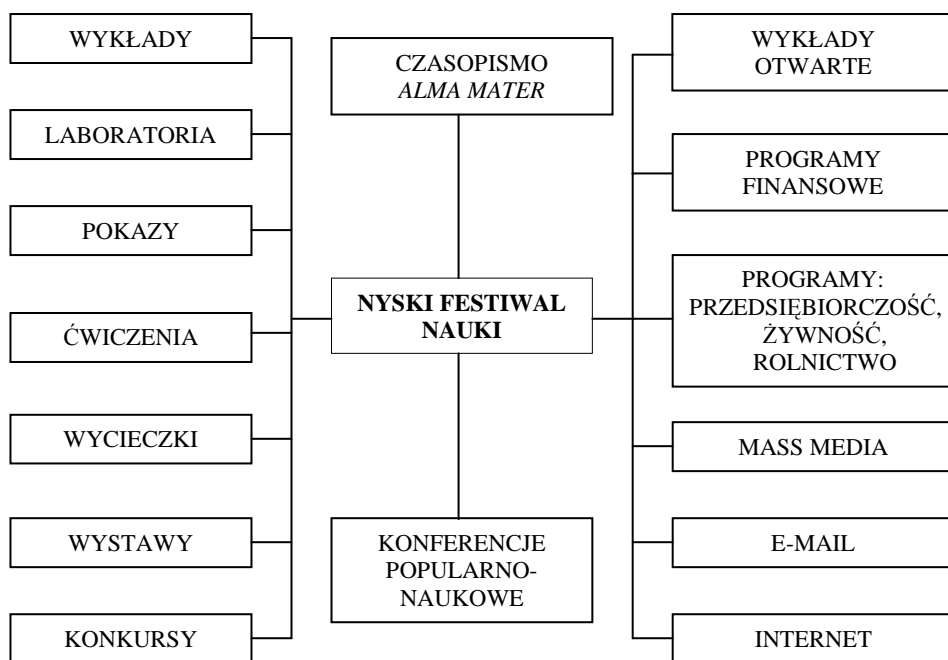 WYKŁADY
LABORATORIA
POKAZY
ĆWICZENIA
WYCIECZKI
WYSTAWY
KONKURSY
CZASOPISMO
ALMA MATER
NYSKI FESTIWAL
NAUKI
KONFERENCJE
POPULARNO-
NAUKOWE
WYKŁADY
OTWARTE
PROGRAMY
FINANSOWE
PROGRAMY:
PRZEDSIĘBIORCZOŚĆ,
ŻYWNOŚĆ,
ROLNICTWO
MASS MEDIA
E-MAIL
INTERNET